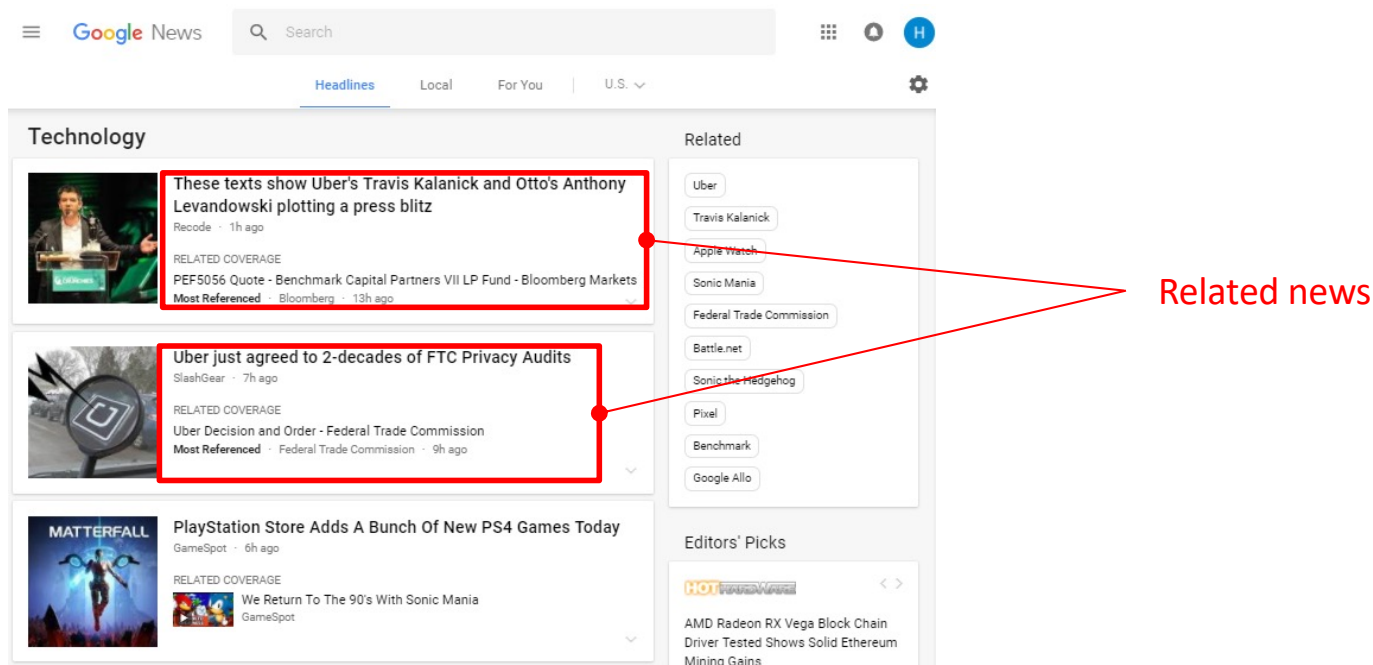 Google News
Search
H
Headlines Local For You U.S.
Technology
These texts show Uber's Travis Kalanick and Otto's Anthony
Levandowski plotting a press blitz
Recode · 1h ago
RELATED COVERAGE
PEF5056 Quote - Benchmark Capital Partners VII LP Fund - Bloomberg Markets
Most Referenced · Bloomberg · 13h ago
Uber just agreed to 2-decades of FTC Privacy Audits
SlashGear · 7h ago
RELATED COVERAGE
Uber Decision and Order - Federal Trade Commission
Most Referenced · Federal Trade Commission · 9h ago
MATTERFALL
PlayStation Store Adds A Bunch Of New PS4 Games Today
GameSpot · 6h ago
RELATED COVERAGE
We Return To The 90's With Sonic Mania
GameSpot
Related
Uber
Travis Kalanick
Apple Watch
Sonic Mania
Federal Trade Commission
Battle.net
Sonic the Hedgehog
Pixel
Benchmark
Google Allo
Editors' Picks
HOTHARDWARE
AMD Radeon RX Vega Block Chain
Driver Tested Shows Solid Ethereum
Mining Gains
Related news